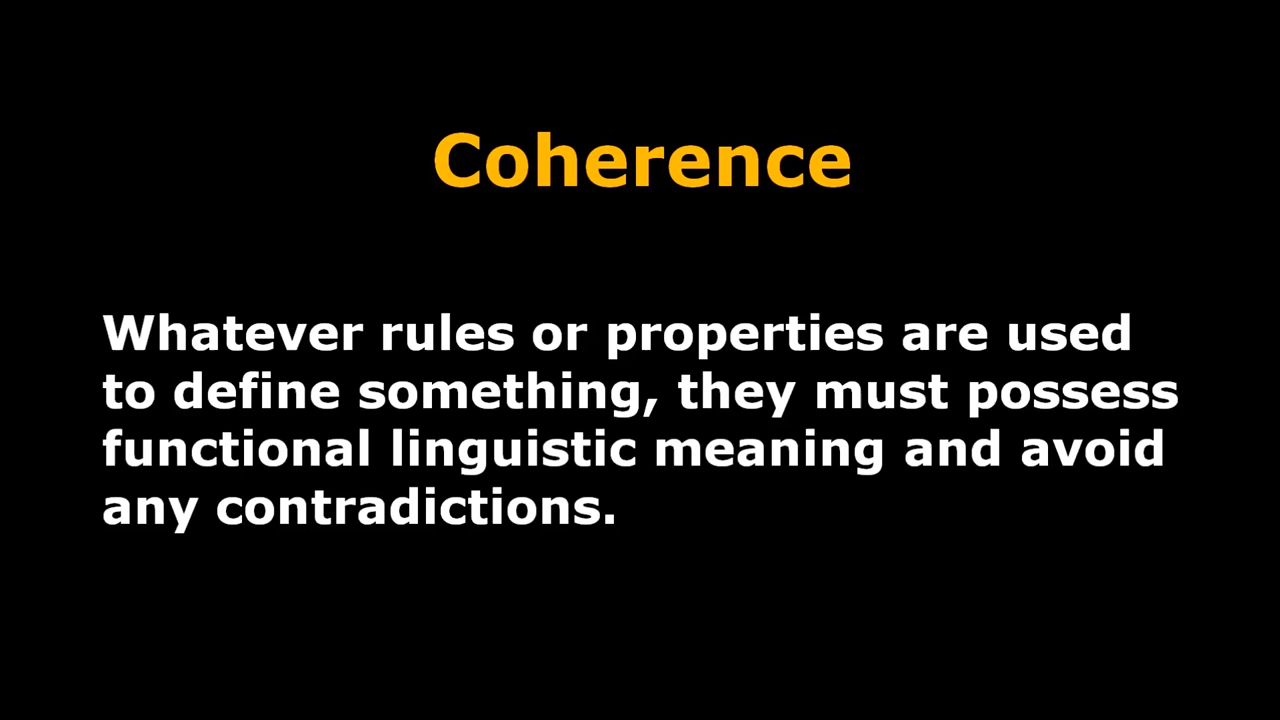 Coherence
Whatever rules or properties are used
to define something, they must possess
functional linguistic meaning and avoid
any contradictions.